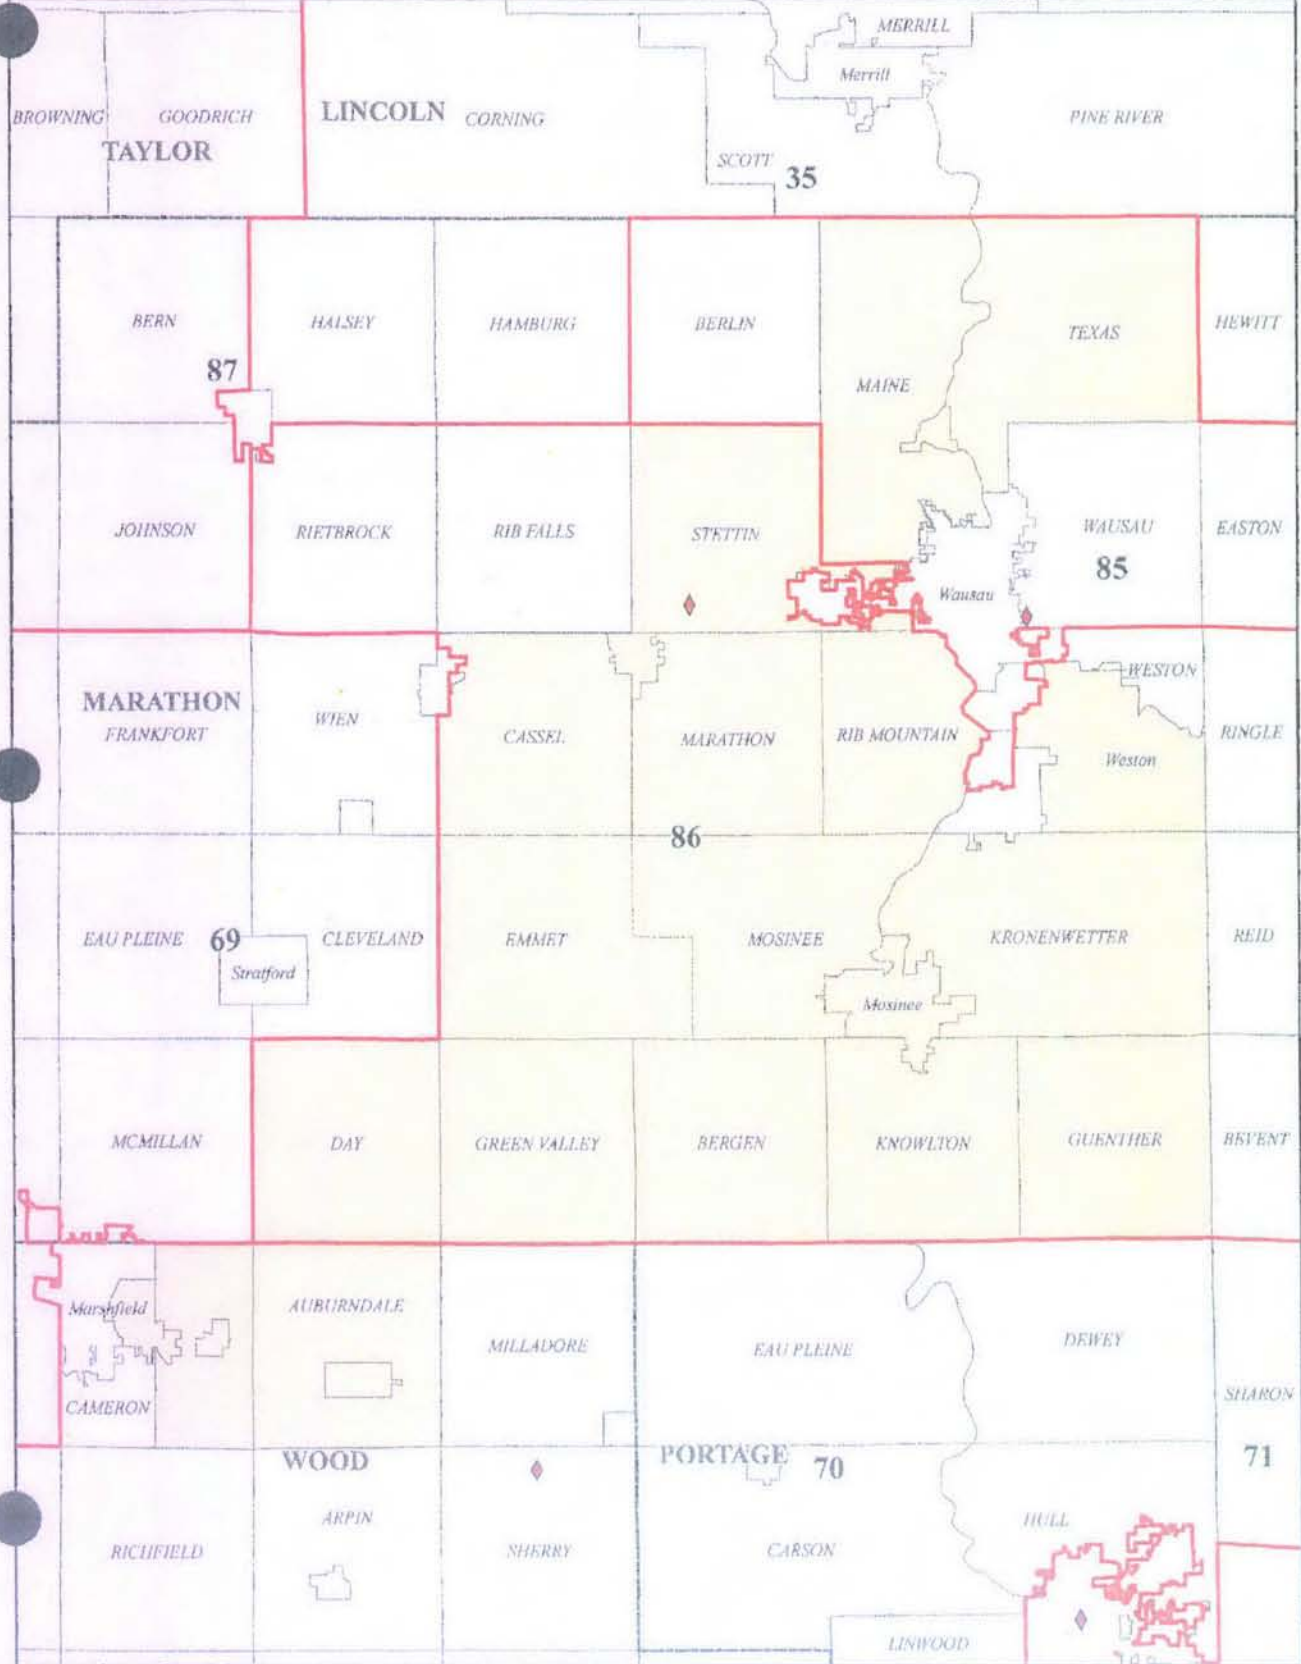 MERRILL
Merrill
BROWNING GOODRICH LINCOLN CORNING PINE RIVER
TAYLOR
SCOTT 35
BERN HALSEY HAMBURG BERLIN TEXAS HEWITT
87
MAINE
JOHNSON RIETBROCK RIB FALLS STETTIN WAUSAU EASTON
85
Wausau
WESTON
MARATHON
FRANKFORT WIEN CASSEL MARATHON RIB MOUNTAIN RINGLE
Weston
86
EAU PLEINE 69 CLEVELAND EMMET MOSINEE KRONENWETTER REID
Stratford
Mosinee
MCMILLAN DAY GREEN VALLEY BERGEN KNOWLTON GUENTHER BEVENT
Marshfield AUBURNDALE
MILLADORE EAU PLEINE DEWEY
SHARON
CAMERON
WOOD PORTAGE 70 71
ARPIN HULL
RICHFIELD SHERRY CARSON
LINWOOD